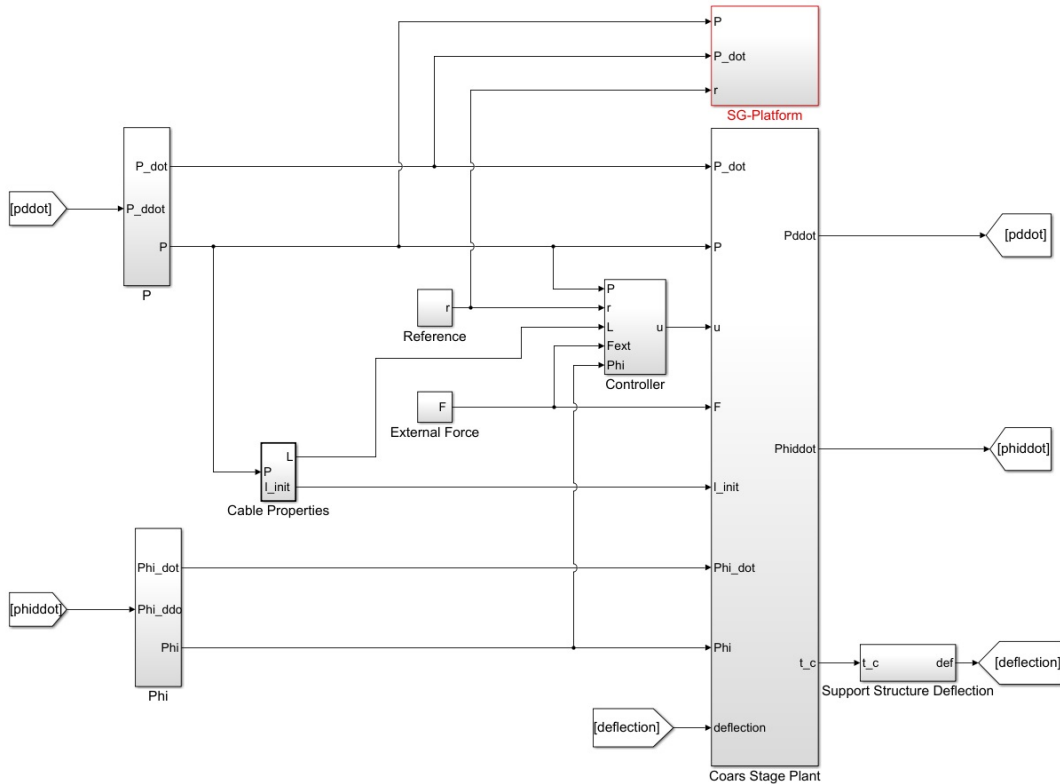 P
P_dot
r
SG-Platform
P_dot
P_ddot
P
P
[pddot]
P_dot
P
u
F
l_init
Phi_dot
Phi
deflection
Pddot
Phiddot
t_c
Coars Stage Plant
[pddot]
r
Reference
P
r
L
Fext
Phi
u
Controller
F
External Force
L
P
l_init
Cable Properties
[phiddot]
[phiddot]
Phi_dot
Phi_ddo
Phi
Phi
t_c
def
Support Structure Deflection
[deflection]
[deflection]